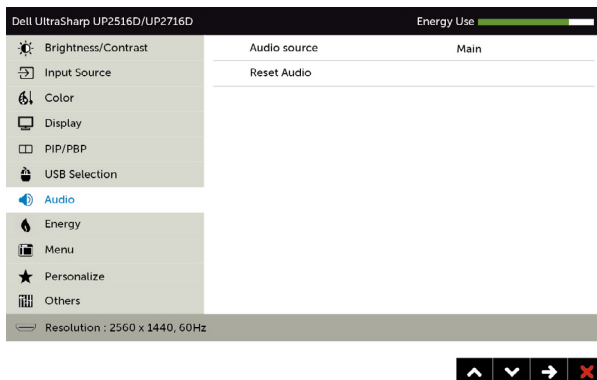 Dell UltraSharp UP2516D/UP2716D Energy Use
Brightness/Contrast Audio source Main
Input Source Reset Audio
Color
Display
PIP/PBP
USB Selection
Audio
Energy
Menu
Personalize
Others
Resolution : 2560 x 1440, 60Hz